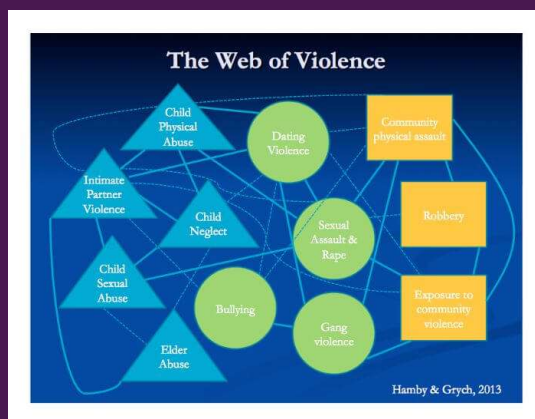 The Web of Violence
Child
Physical
Abuse
Dating
Violence
Community
physical assault
Intimate
Partner
Violence
Child
Neglect
Sexual
Assault &
Rape
Robbery
Child
Sexual
Abuse
Bullying
Gang
violence
Exposure to
community
violence
Elder
Abuse
Hamby & Grych, 2013